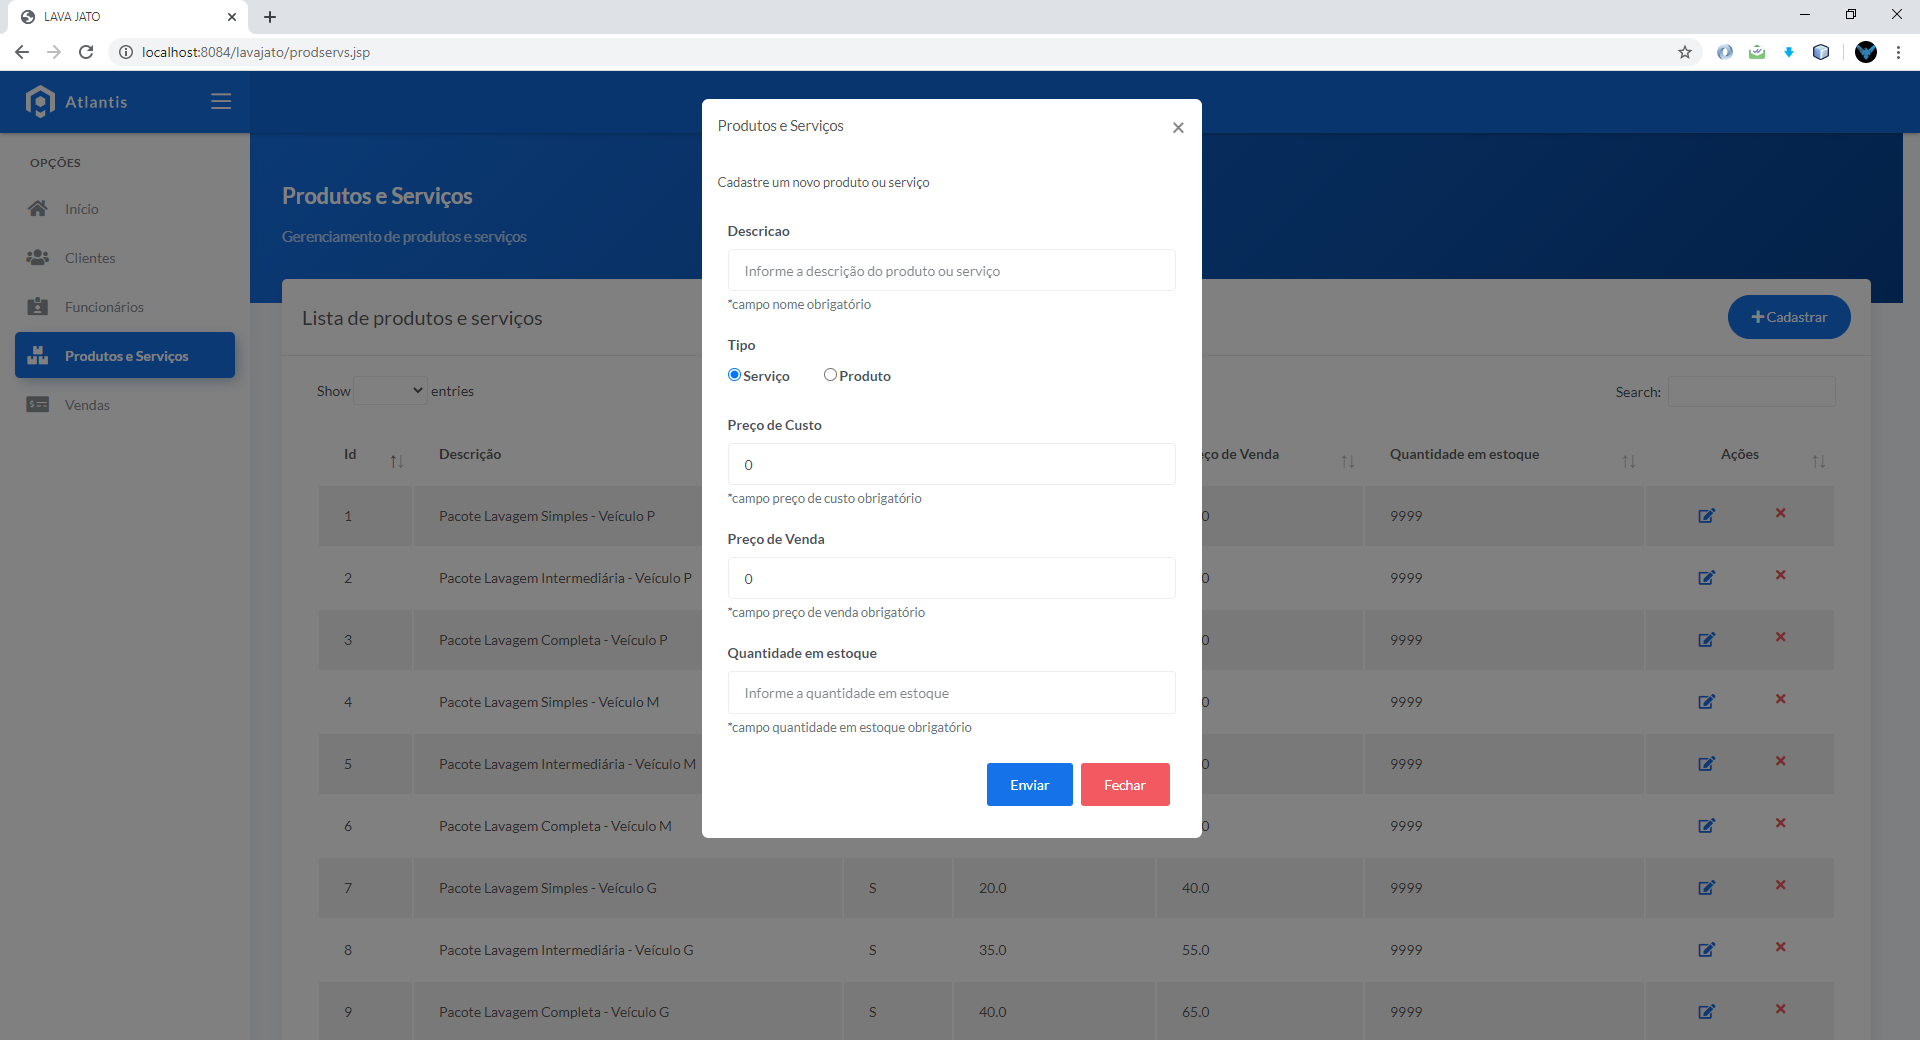 LAVA JATO
localhost:8084/lavajato/prodservs.jsp
Atlantis
OPÇÕES
Início
Clientes
Funcionários
Produtos e Serviços
Vendas
Produtos e Serviços
Gerenciamento de produtos e serviços
Lista de produtos e serviços
Cadastrar
Show entries
Search:
Id Descrição ço de Venda Quantidade em estoque Ações
1 Pacote Lavagem Simples - Veículo P 0 9999
2 Pacote Lavagem Intermediária - Veículo P 0 9999
3 Pacote Lavagem Completa - Veículo P 0 9999
4 Pacote Lavagem Simples - Veículo M 0 9999
5 Pacote Lavagem Intermediária - Veículo M 0 9999
6 Pacote Lavagem Completa - Veículo M 0 9999
7 Pacote Lavagem Simples - Veículo G S 20.0 40.0 9999
8 Pacote Lavagem Intermediária - Veículo G S 35.0 55.0 9999
9 Pacote Lavagem Completa - Veículo G S 40.0 65.0 9999
Produtos e Serviços
Cadastre um novo produto ou serviço
Descricao
Informe a descrição do produto ou serviço
*campo nome obrigatório
Tipo
Serviço Produto
Preço de Custo
0
*campo preço de custo obrigatório
Preço de Venda
0
*campo preço de venda obrigatório
Quantidade em estoque
Informe a quantidade em estoque
*campo quantidade em estoque obrigatório
Enviar Fechar